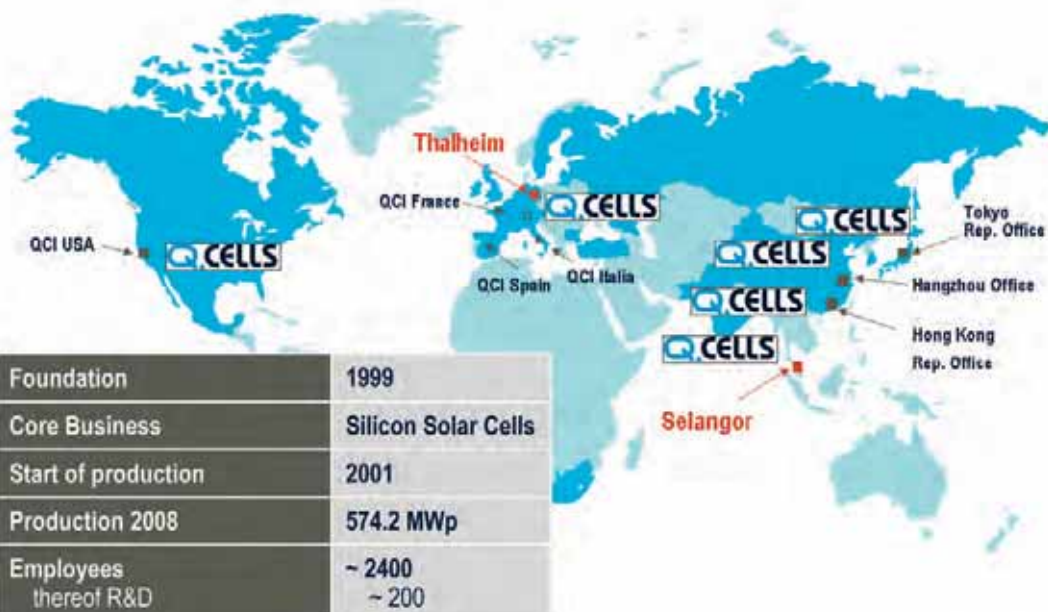 Thalheim
QCI France
Q.CELLS
Q.CELLS
Tokyo
Rep. Office
QCI USA
Q.CELLS
Q.CELLS
QCI Spain
QCI Italia
Hangzhou Office
Q.CELLS
Hong Kong
Rep. Office
Q.CELLS
Selangor
Foundation 1999
Core Business Silicon Solar Cells
Start of production 2001
Production 2008 574.2 MWp
Employees ~ 2400
thereof R&D ~ 200